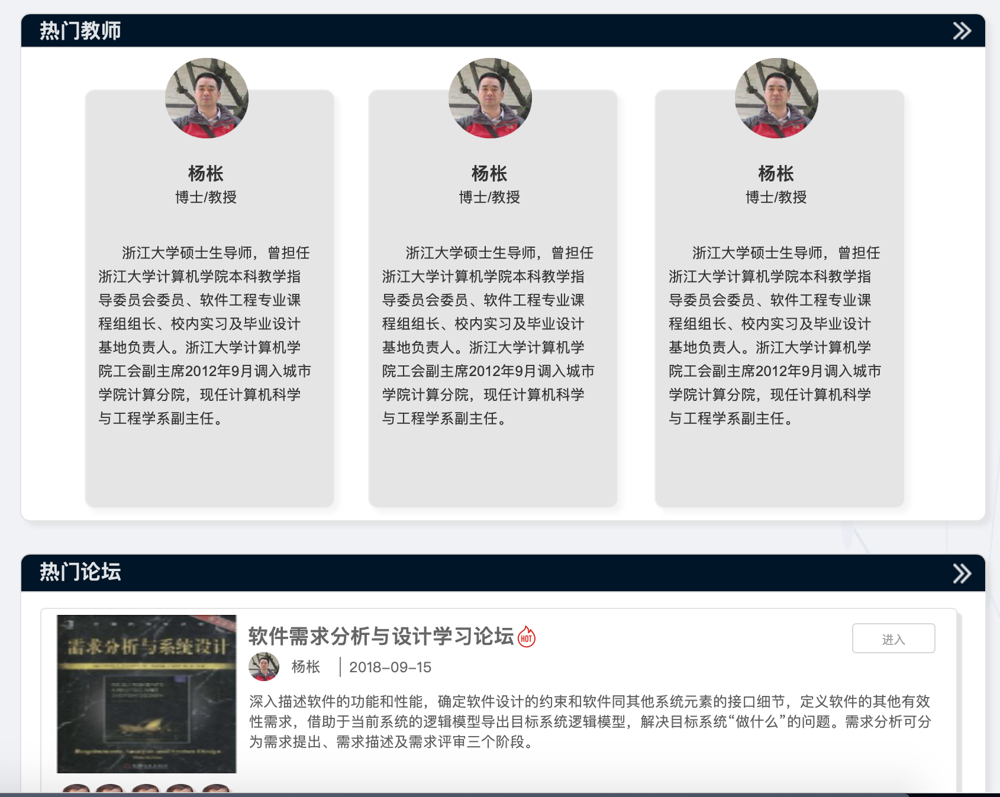 热门教师
杨枨
博士/教授
浙江大学硕士生导师，曾担任
浙江大学计算机学院本科教学指
导委员会委员、软件工程专业课
程组组长、校内实习及毕业设计
基地负责人。浙江大学计算机学
院工会副主席2012年9月调入城市
学院计算分院，现任计算机科学
与工程学系副主任。
杨枨
博士/教授
浙江大学硕士生导师，曾担任
浙江大学计算机学院本科教学指
导委员会委员、软件工程专业课
程组组长、校内实习及毕业设计
基地负责人。浙江大学计算机学
院工会副主席2012年9月调入城市
学院计算分院，现任计算机科学
与工程学系副主任。
杨枨
博士/教授
浙江大学硕士生导师，曾担任
浙江大学计算机学院本科教学指
导委员会委员、软件工程专业课
程组组长、校内实习及毕业设计
基地负责人。浙江大学计算机学
院工会副主席2012年9月调入城市
学院计算分院，现任计算机科学
与工程学系副主任。
热门论坛
需求分析与系统设计
软件需求分析与设计学习论坛
HOT
进入
杨枨
2018-09-15
深入描述软件的功能和性能，确定软件设计的约束和软件同其他系统元素的接口细节，定义软件的其他有效
性需求，借助于当前系统的逻辑模型导出目标系统逻辑模型，解决目标系统“做什么”的问题。需求分析可分
为需求提出、需求描述及需求评审三个阶段。